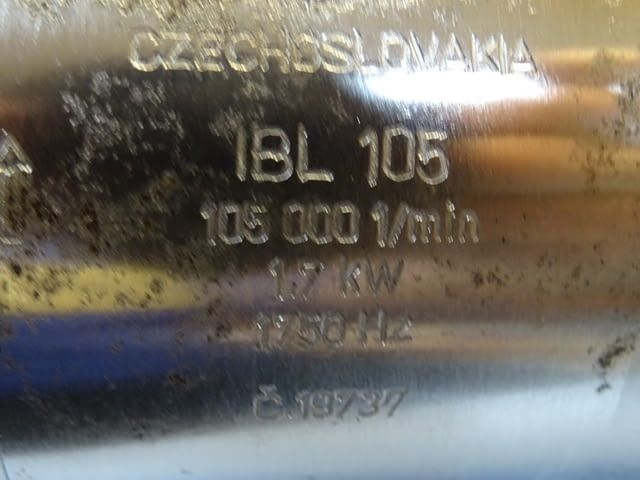 CZECHOSLOVAKIA
IBL 105
105 000 1/min
1.7 KW
1750 Hz
č.19737